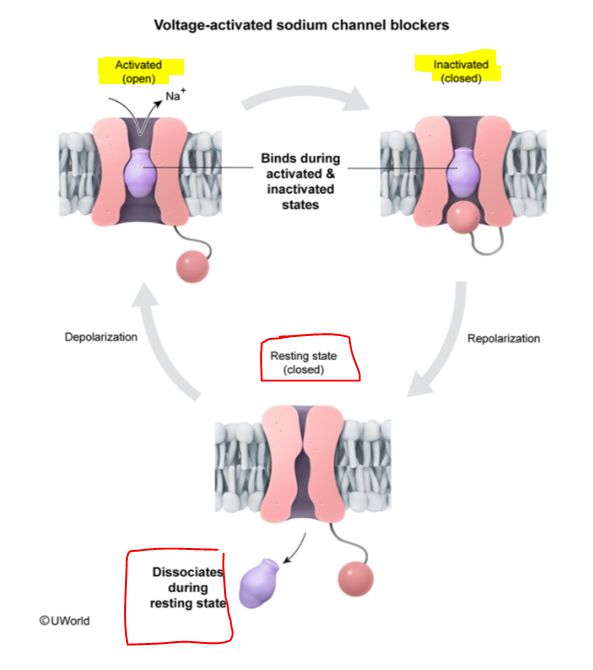 Voltage-activated sodium channel blockers
Activated
(open)
Inactivated
(closed)
Na+
Binds during
activated &
inactivated
states
Depolarization
Repolarization
Resting state
(closed)
Dissociates
during
resting state
©UWorld